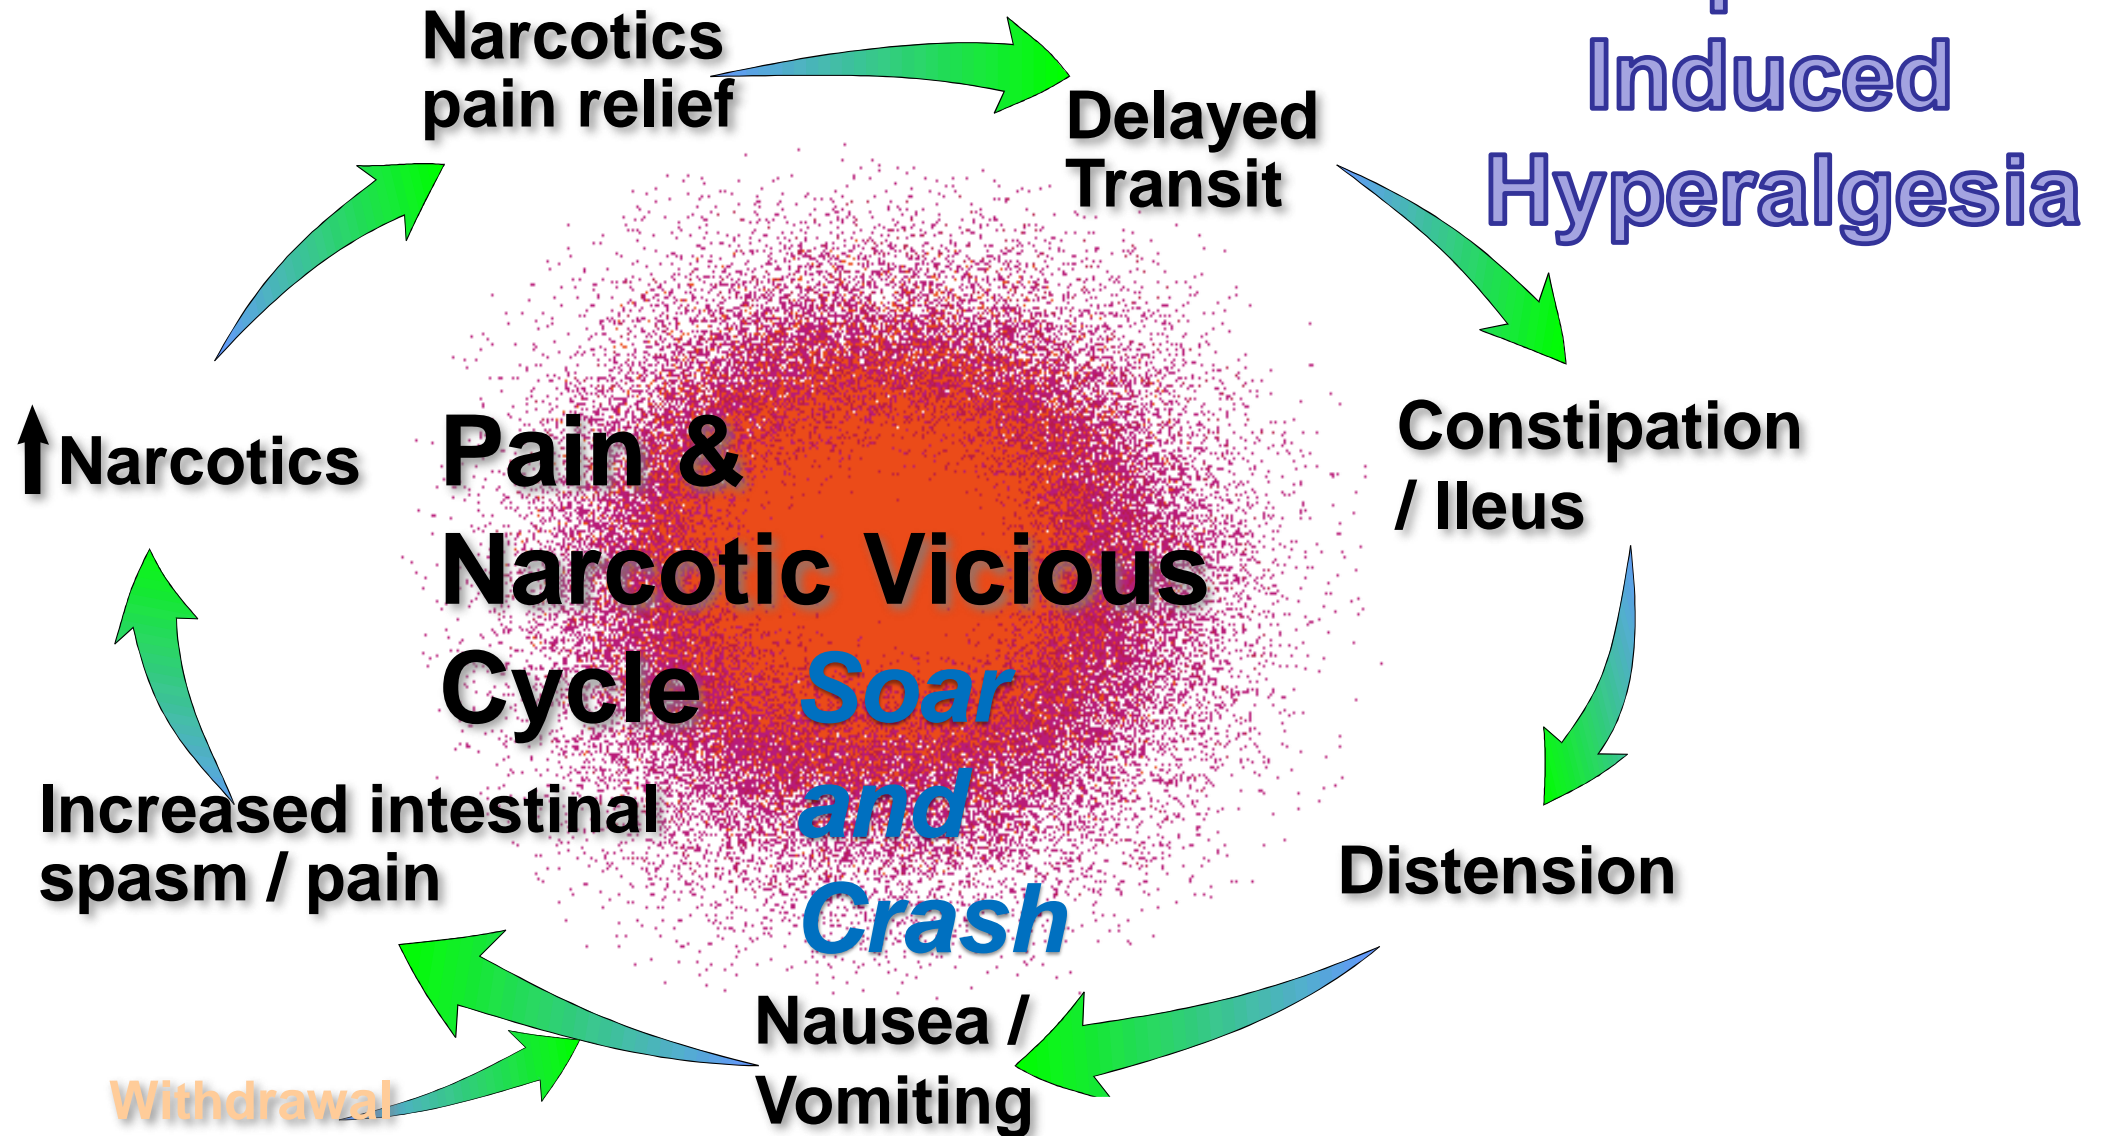 Narcotics
pain relief
Delayed
Transit
Induced
Hyperalgesia
Constipation
/ Ileus
Narcotics
Pain &
Narcotic Vicious
Cycle
Soar
and
Crash
Increased intestinal
spasm / pain
Distension
Nausea /
Vomiting
Withdrawal